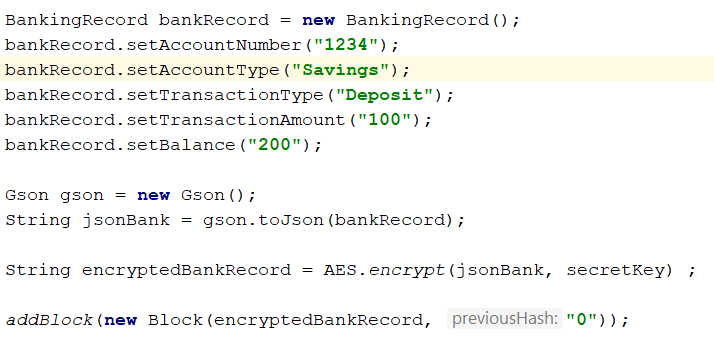 BankingRecord bankRecord = new BankingRecord();
bankRecord.setAccountNumber("1234");
bankRecord.setAccountType("Savings");
bankRecord.setTransactionType("Deposit");
bankRecord.setTransactionAmount("100");
bankRecord.setBalance("200");
Gson gson = new Gson();
String jsonBank = gson.toJson(bankRecord);
String encryptedBankRecord = AES.encrypt(jsonBank, secretKey) ;
addBlock(new Block(encryptedBankRecord, previousHash: "0"));